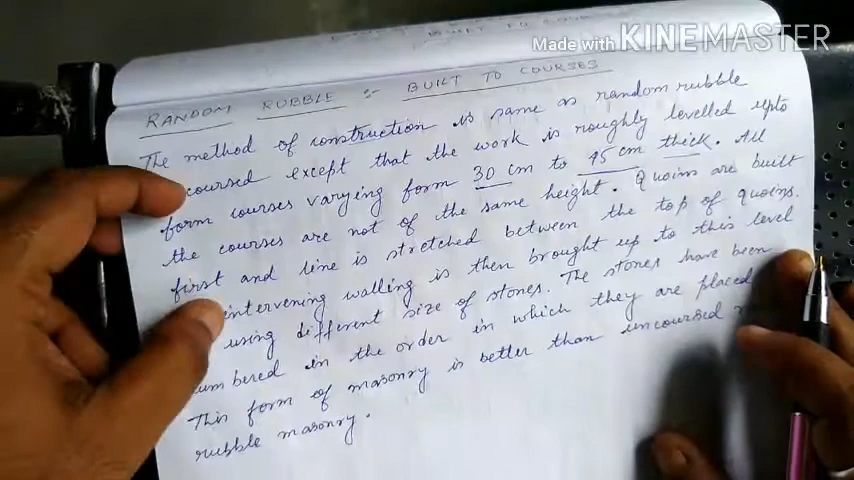 Made with KINEMASTER
RANDOM RUBBLE :- BUILT TO COURSES
The method of construction is same as random rubble
coursed except that the work is roughly levelled upto
form courses varying form 30 cm to 45 cm thick. All
the courses are not of the same height. Quoins are built
first and line is stretched between the top of quoins.
intervening walling is then brought up to this level
using different size of stones. The stones have been
umbered in the order in which they are placed
This form of masonry is better than uncoursed
rubble masonry.